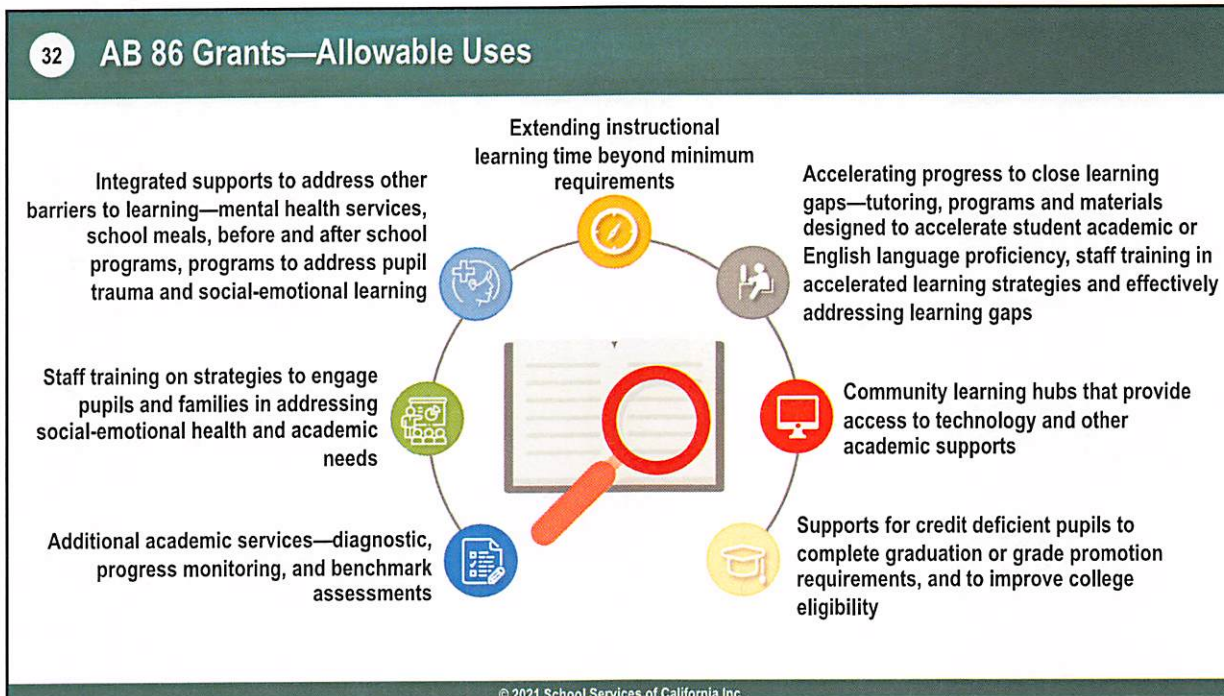 32 AB 86 Grants—Allowable Uses
Extending instructional
learning time beyond minimum
requirements
Accelerating progress to close learning
gaps—tutoring, programs and materials
designed to accelerate student academic or
English language proficiency, staff training in
accelerated learning strategies and effectively
addressing learning gaps
Community learning hubs that provide
access to technology and other
academic supports
Supports for credit deficient pupils to
complete graduation or grade promotion
requirements, and to improve college
eligibility
Additional academic services—diagnostic,
progress monitoring, and benchmark
assessments
Staff training on strategies to engage
pupils and families in addressing
social-emotional health and academic
needs
Integrated supports to address other
barriers to learning—mental health services,
school meals, before and after school
programs, programs to address pupil
trauma and social-emotional learning
© 2021 School Services of California Inc.